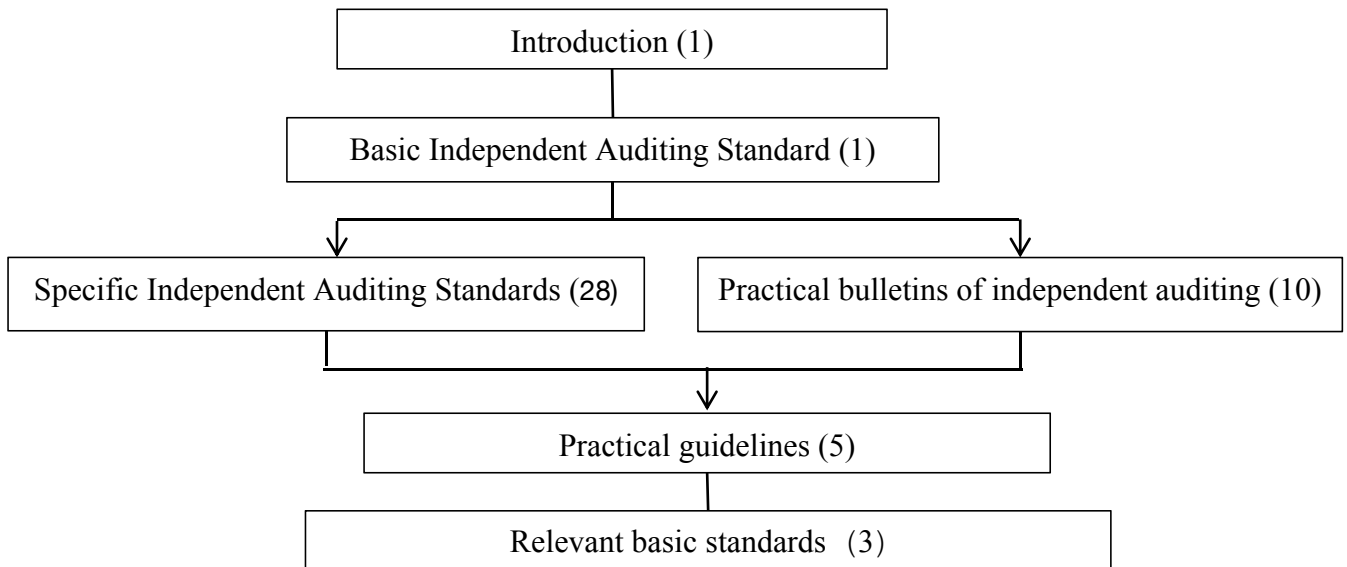 Introduction (1)
Basic Independent Auditing Standard (1)
Specific Independent Auditing Standards (28)
Practical bulletins of independent auditing (10)
Practical guidelines (5)
Relevant basic standards （3）